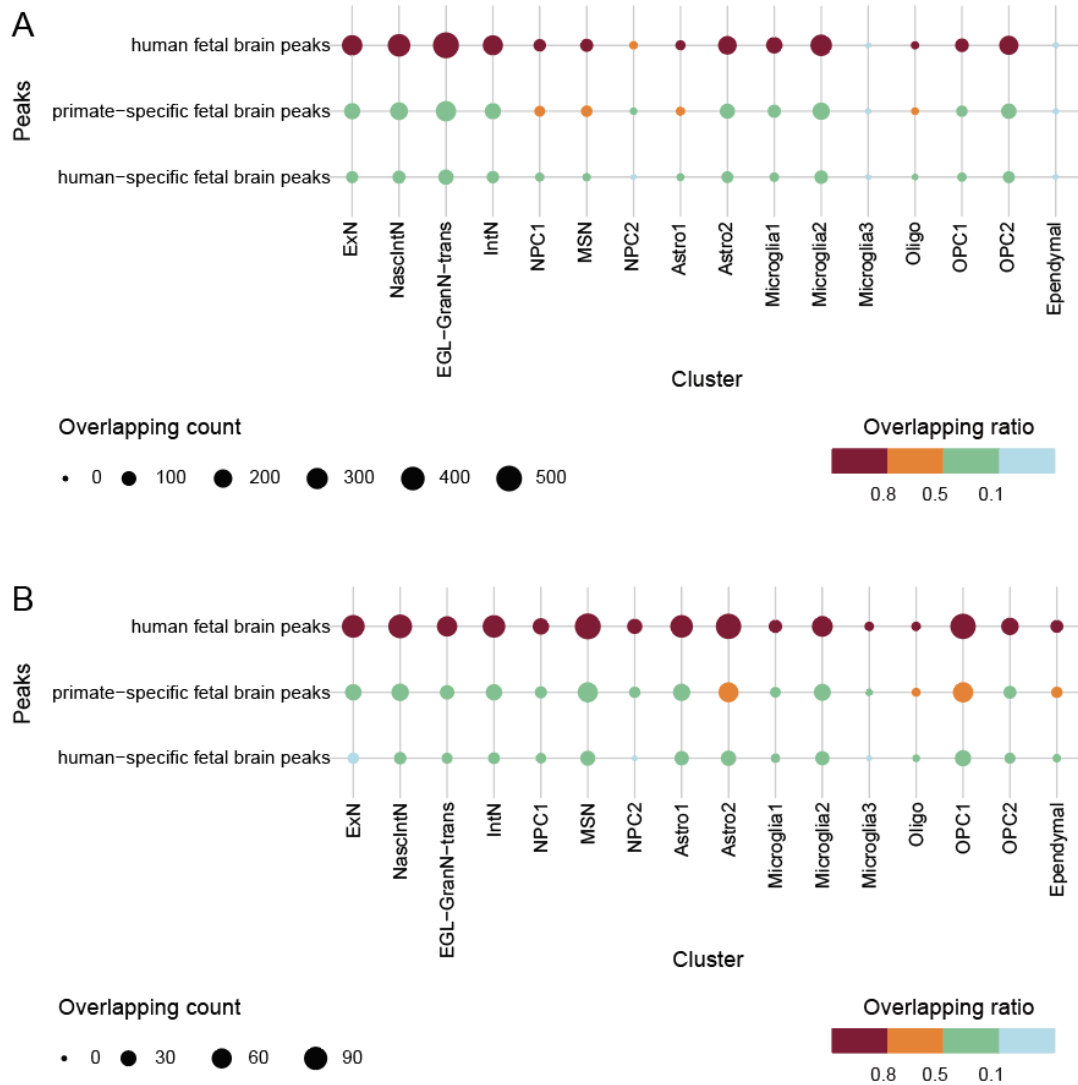 A
Peaks
human fetal brain peaks
primate−specific fetal brain peaks
human−specific fetal brain peaks
ExN
NascIntN
EGL−GranN−trans
IntN
NPC1
MSN
NPC2
Astro1
Astro2
Microglia1
Microglia2
Microglia3
Oligo
OPC1
OPC2
Ependymal
Cluster
Overlapping count
0 100 200 300 400 500
Overlapping ratio
0.8 0.5 0.1
B
Peaks
human fetal brain peaks
primate−specific fetal brain peaks
human−specific fetal brain peaks
ExN
NascIntN
EGL−GranN−trans
IntN
NPC1
MSN
NPC2
Astro1
Astro2
Microglia1
Microglia2
Microglia3
Oligo
OPC1
OPC2
Ependymal
Cluster
Overlapping count
0 30 60 90
Overlapping ratio
0.8 0.5 0.1